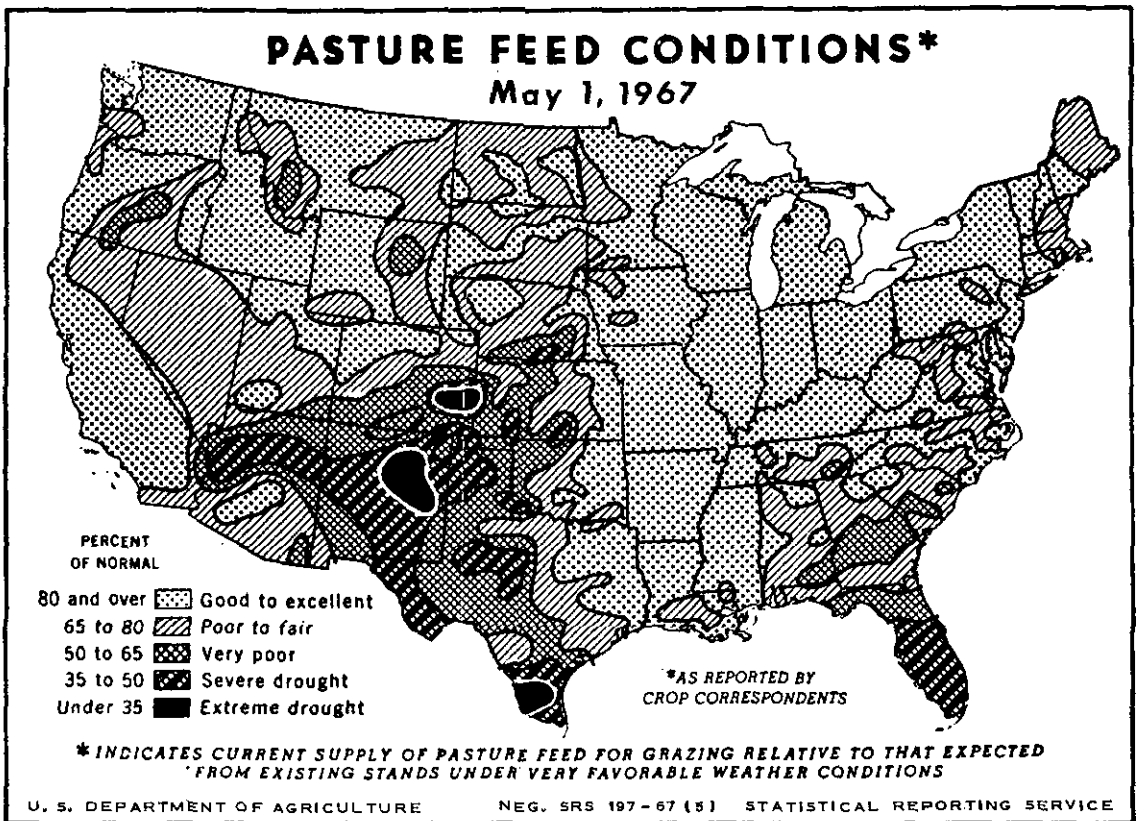 PASTURE FEED CONDITIONS*
May 1, 1967
PERCENT
OF NORMAL
80 and over Good to excellent
65 to 80 Poor to fair
50 to 65 Very poor
35 to 50 Severe drought
Under 35 Extreme drought
*AS REPORTED BY
CROP CORRESPONDENTS
* INDICATES CURRENT SUPPLY OF PASTURE FEED FOR GRAZING RELATIVE TO THAT EXPECTED
FROM EXISTING STANDS UNDER VERY FAVORABLE WEATHER CONDITIONS
U. S. DEPARTMENT OF AGRICULTURE NEG. SRS 197-67 (5) STATISTICAL REPORTING SERVICE